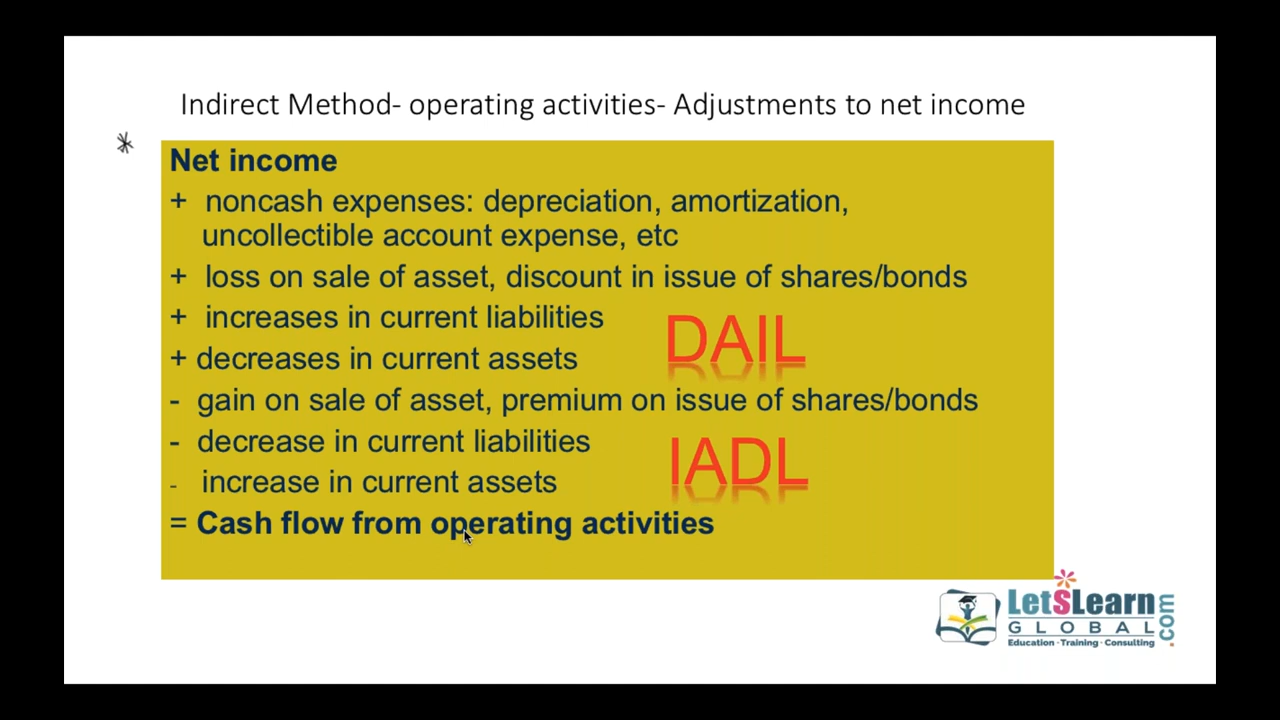 Indirect Method- operating activities- Adjustments to net income
*
Net income
+ noncash expenses: depreciation, amortization,
uncollectible account expense, etc
+ loss on sale of asset, discount in issue of shares/bonds
+ increases in current liabilities
+ decreases in current assets
DAIL
- gain on sale of asset, premium on issue of shares/bonds
- decrease in current liabilities
- increase in current assets
IADL
= Cash flow from operating activities
LetSLearn
GLOBAL
.com
Education · Training · Consulting